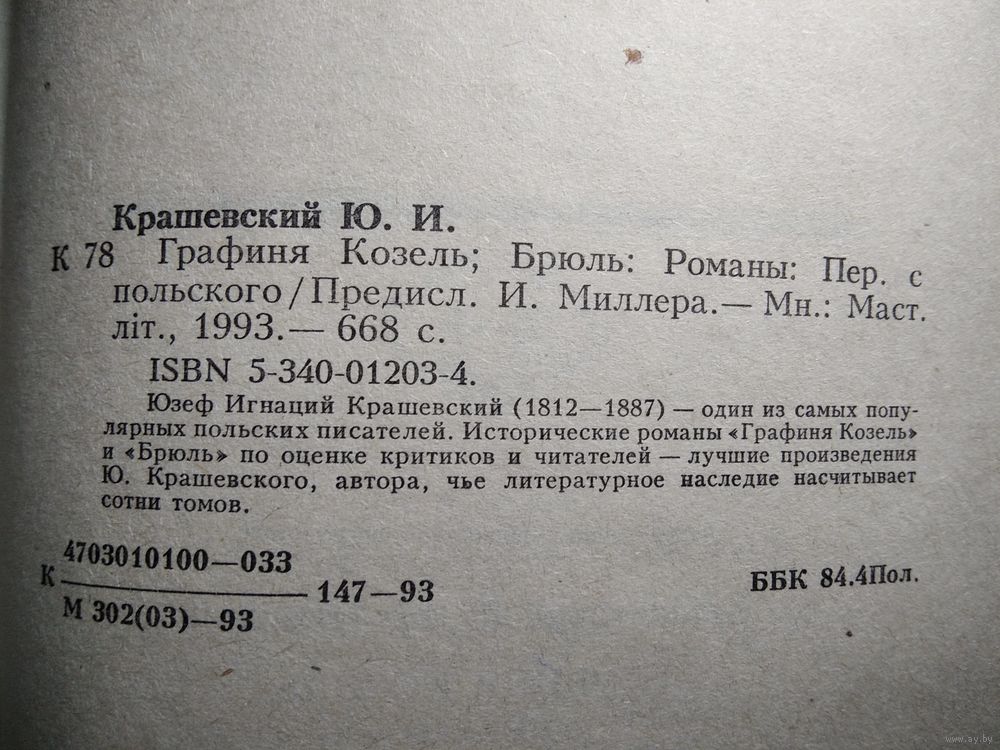 Крашевский Ю. И.
К 78 Графиня Козель; Брюль: Романы: Пер. с
польского/Предисл. И. Миллера.— Мн.: Маст.
літ., 1993.— 668 с.
ISBN 5-340-01203-4.
Юзеф Игнаций Крашевский (1812—1887) — один из самых попу-
лярных польских писателей. Исторические романы «Графиня Козель»
и «Брюль» по оценке критиков и читателей — лучшие произведения
Ю. Крашевского, автора, чье литературное наследие насчитывает
сотни томов.
4703010100—033
К 147—93
М 302(03)—93
ББК 84.4Пол.
www.ay.by